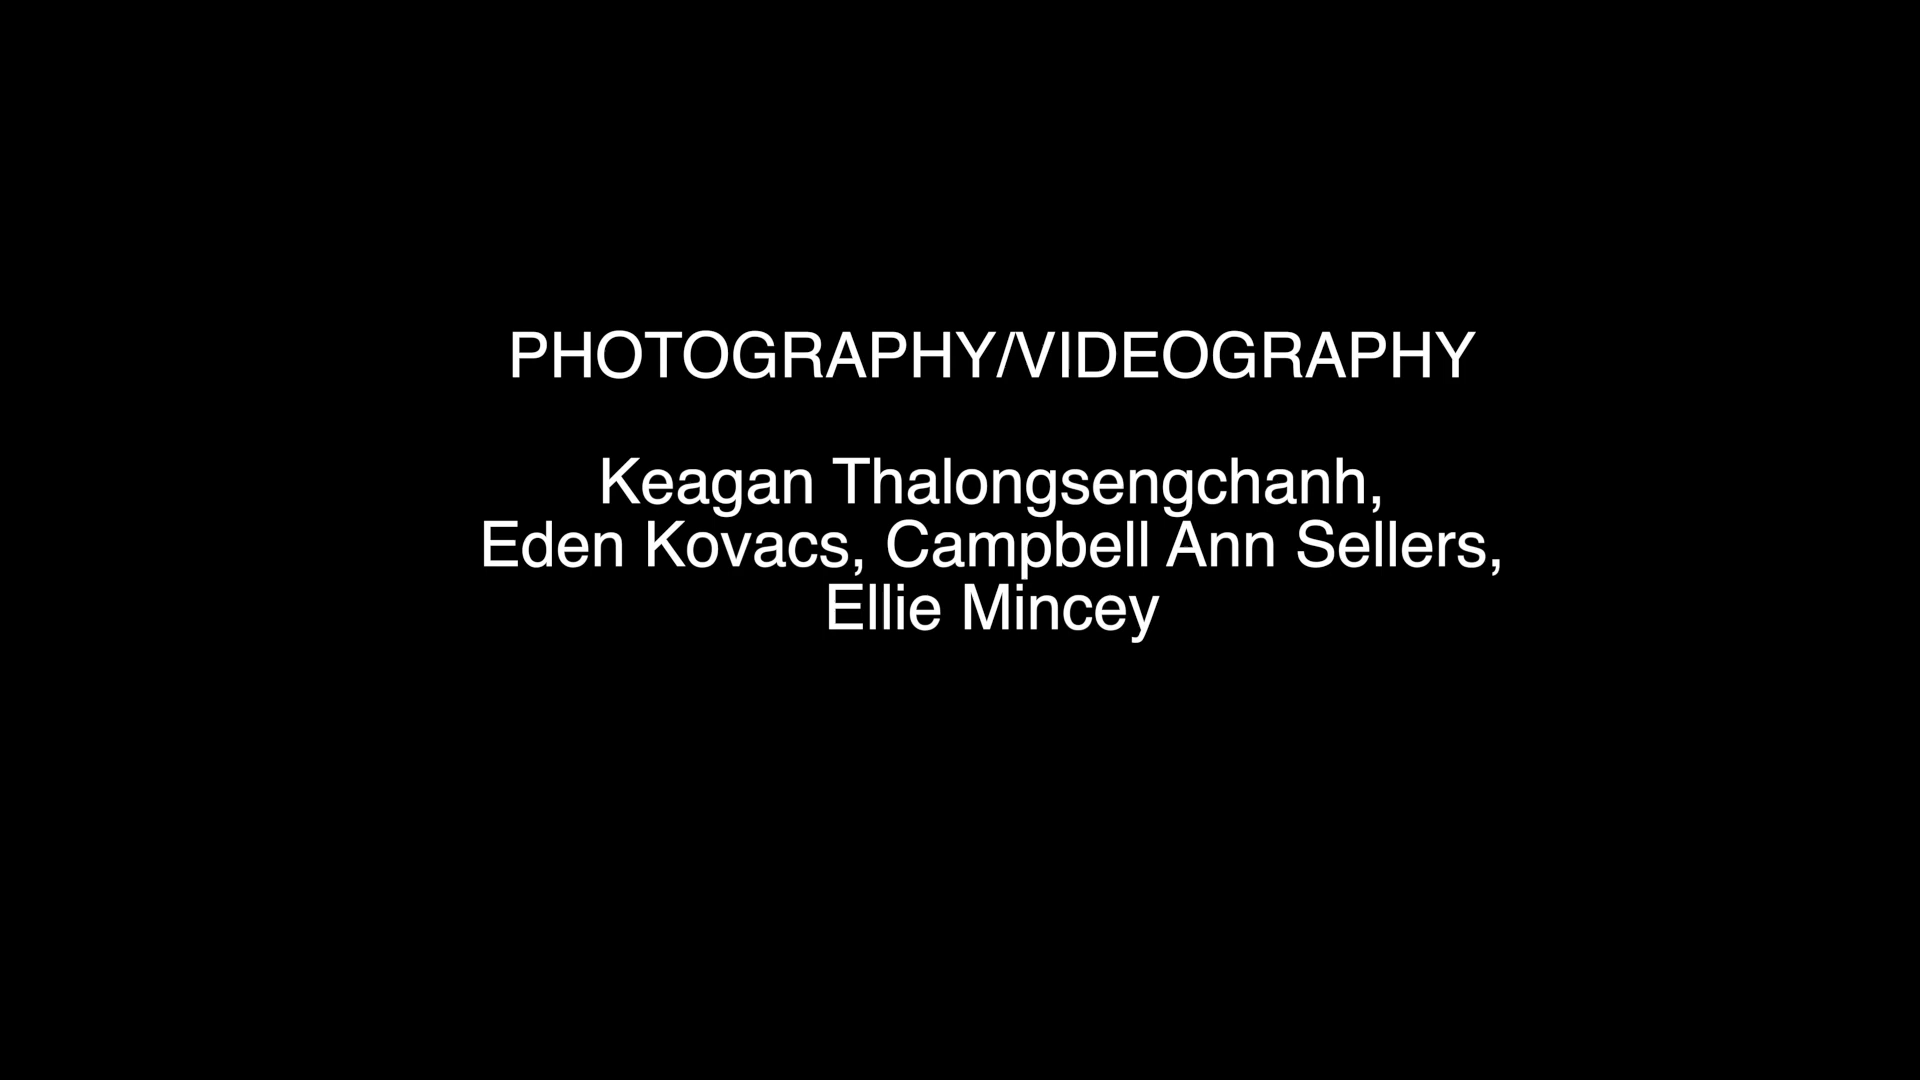 PHOTOGRAPHY/VIDEOGRAPHY
Keagan Thalongsengchanh,
Eden Kovacs, Campbell Ann Sellers,
Ellie Mincey